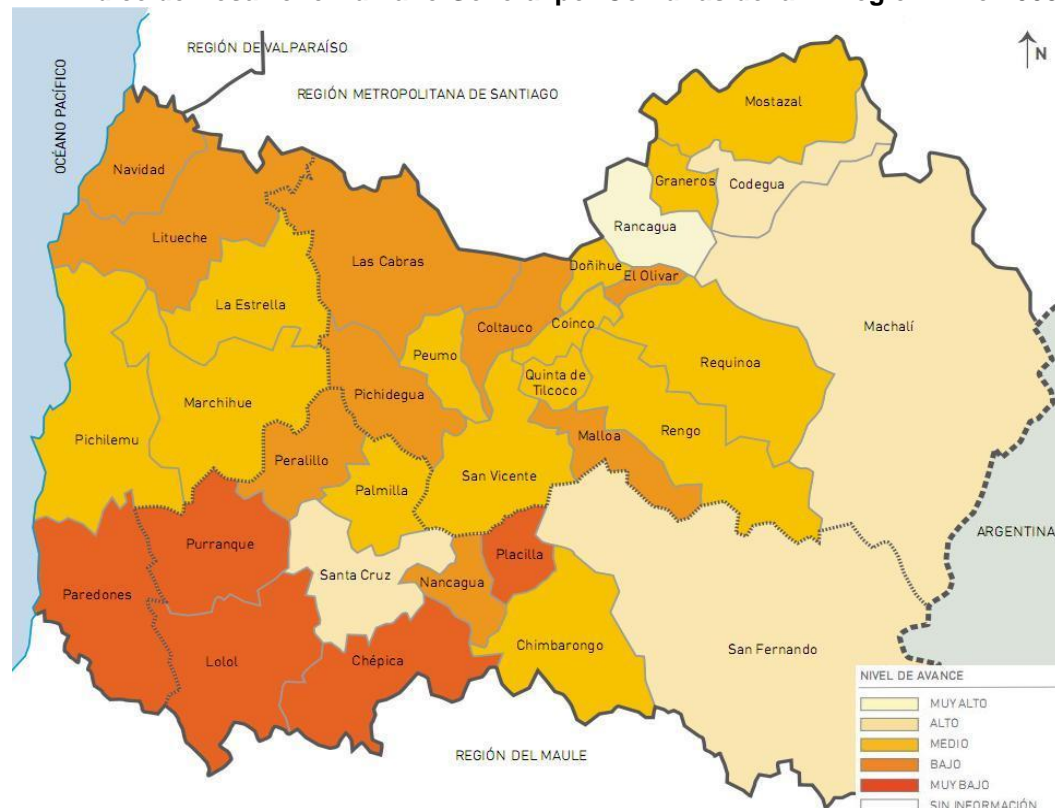 REGIÓN DE VALPARAÍSO
REGIÓN METROPOLITANA DE SANTIAGO
OCÉANO PACÍFICO
N
Mostazal
Navidad
Graneros
Codegua
Litueche
Rancagua
Las Cabras
Doñihue
El Olivar
La Estrella
Coltauco
Coinco
Machalí
Peumo
Requinoa
Quinta de
Tilcoco
Marchihue
Pichidegua
Pichilemu
Malloa
Rengo
Peralillo
San Vicente
Palmilla
ARGENTINA
Purranque
Placilla
Santa Cruz
Nancagua
Paredones
Chimbarongo
San Fernando
Lolol
Chépica
REGIÓN DEL MAULE
NIVEL DE AVANCE
MUY ALTO
ALTO
MEDIO
BAJO
MUY BAJO
SIN INFORMACIÓN